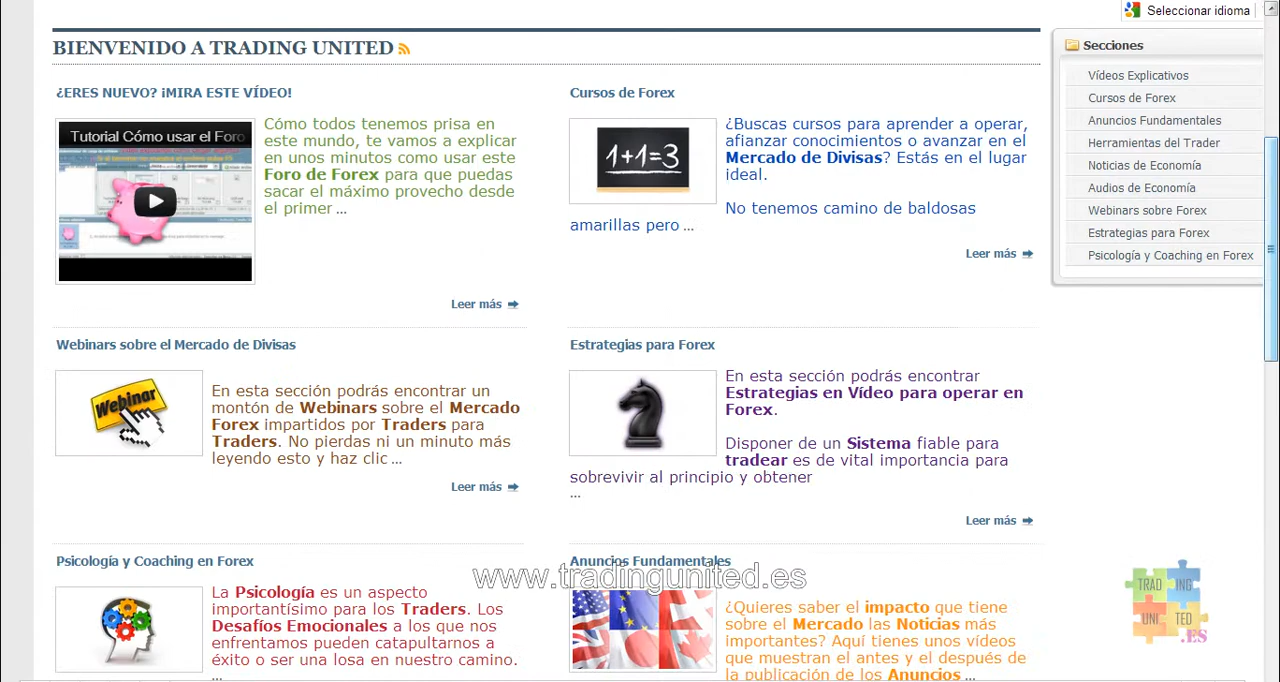 Seleccionar idioma
BIENVENIDO A TRADING UNITED
Secciones
Vídeos Explicativos
Cursos de Forex
Anuncios Fundamentales
Herramientas del Trader
Noticias de Economía
Audios de Economía
Webinars sobre Forex
Estrategias para Forex
Psicología y Coaching en Forex
¿ERES NUEVO? ¡MIRA ESTE VÍDEO!
Tutorial Cómo usar el Foro
Cómo todos tenemos prisa en
este mundo, te vamos a explicar
en unos minutos como usar este
Foro de Forex para que puedas
sacar el máximo provecho desde
el primer ...
Leer más
Cursos de Forex
1+1=3
¿Buscas cursos para aprender a operar,
afianzar conocimientos o avanzar en el
Mercado de Divisas? Estás en el lugar
ideal.
No tenemos camino de baldosas
amarillas pero ...
Leer más
Webinars sobre el Mercado de Divisas
Webinar
En esta sección podrás encontrar un
montón de Webinars sobre el Mercado
Forex impartidos por Traders para
Traders. No pierdas ni un minuto más
leyendo esto y haz clic ...
Leer más
Estrategias para Forex
En esta sección podrás encontrar
Estrategias en Vídeo para operar en
Forex.
Disponer de un Sistema fiable para
tradear es de vital importancia para
sobrevivir al principio y obtener
...
Leer más
Psicología y Coaching en Forex
La Psicología es un aspecto
importantísimo para los Traders. Los
Desafíos Emocionales a los que nos
enfrentamos pueden catapultarnos a
éxito o ser una losa en nuestro camino.
...
Anuncios Fundamentales
¿Quieres saber el impacto que tiene
sobre el Mercado las Noticias más
importantes? Aquí tienes unos vídeos
que muestran el antes y el después de
la publicación de los Anuncios ...
www.tradingunited.es
TRAD ING
UNI TED
.ES